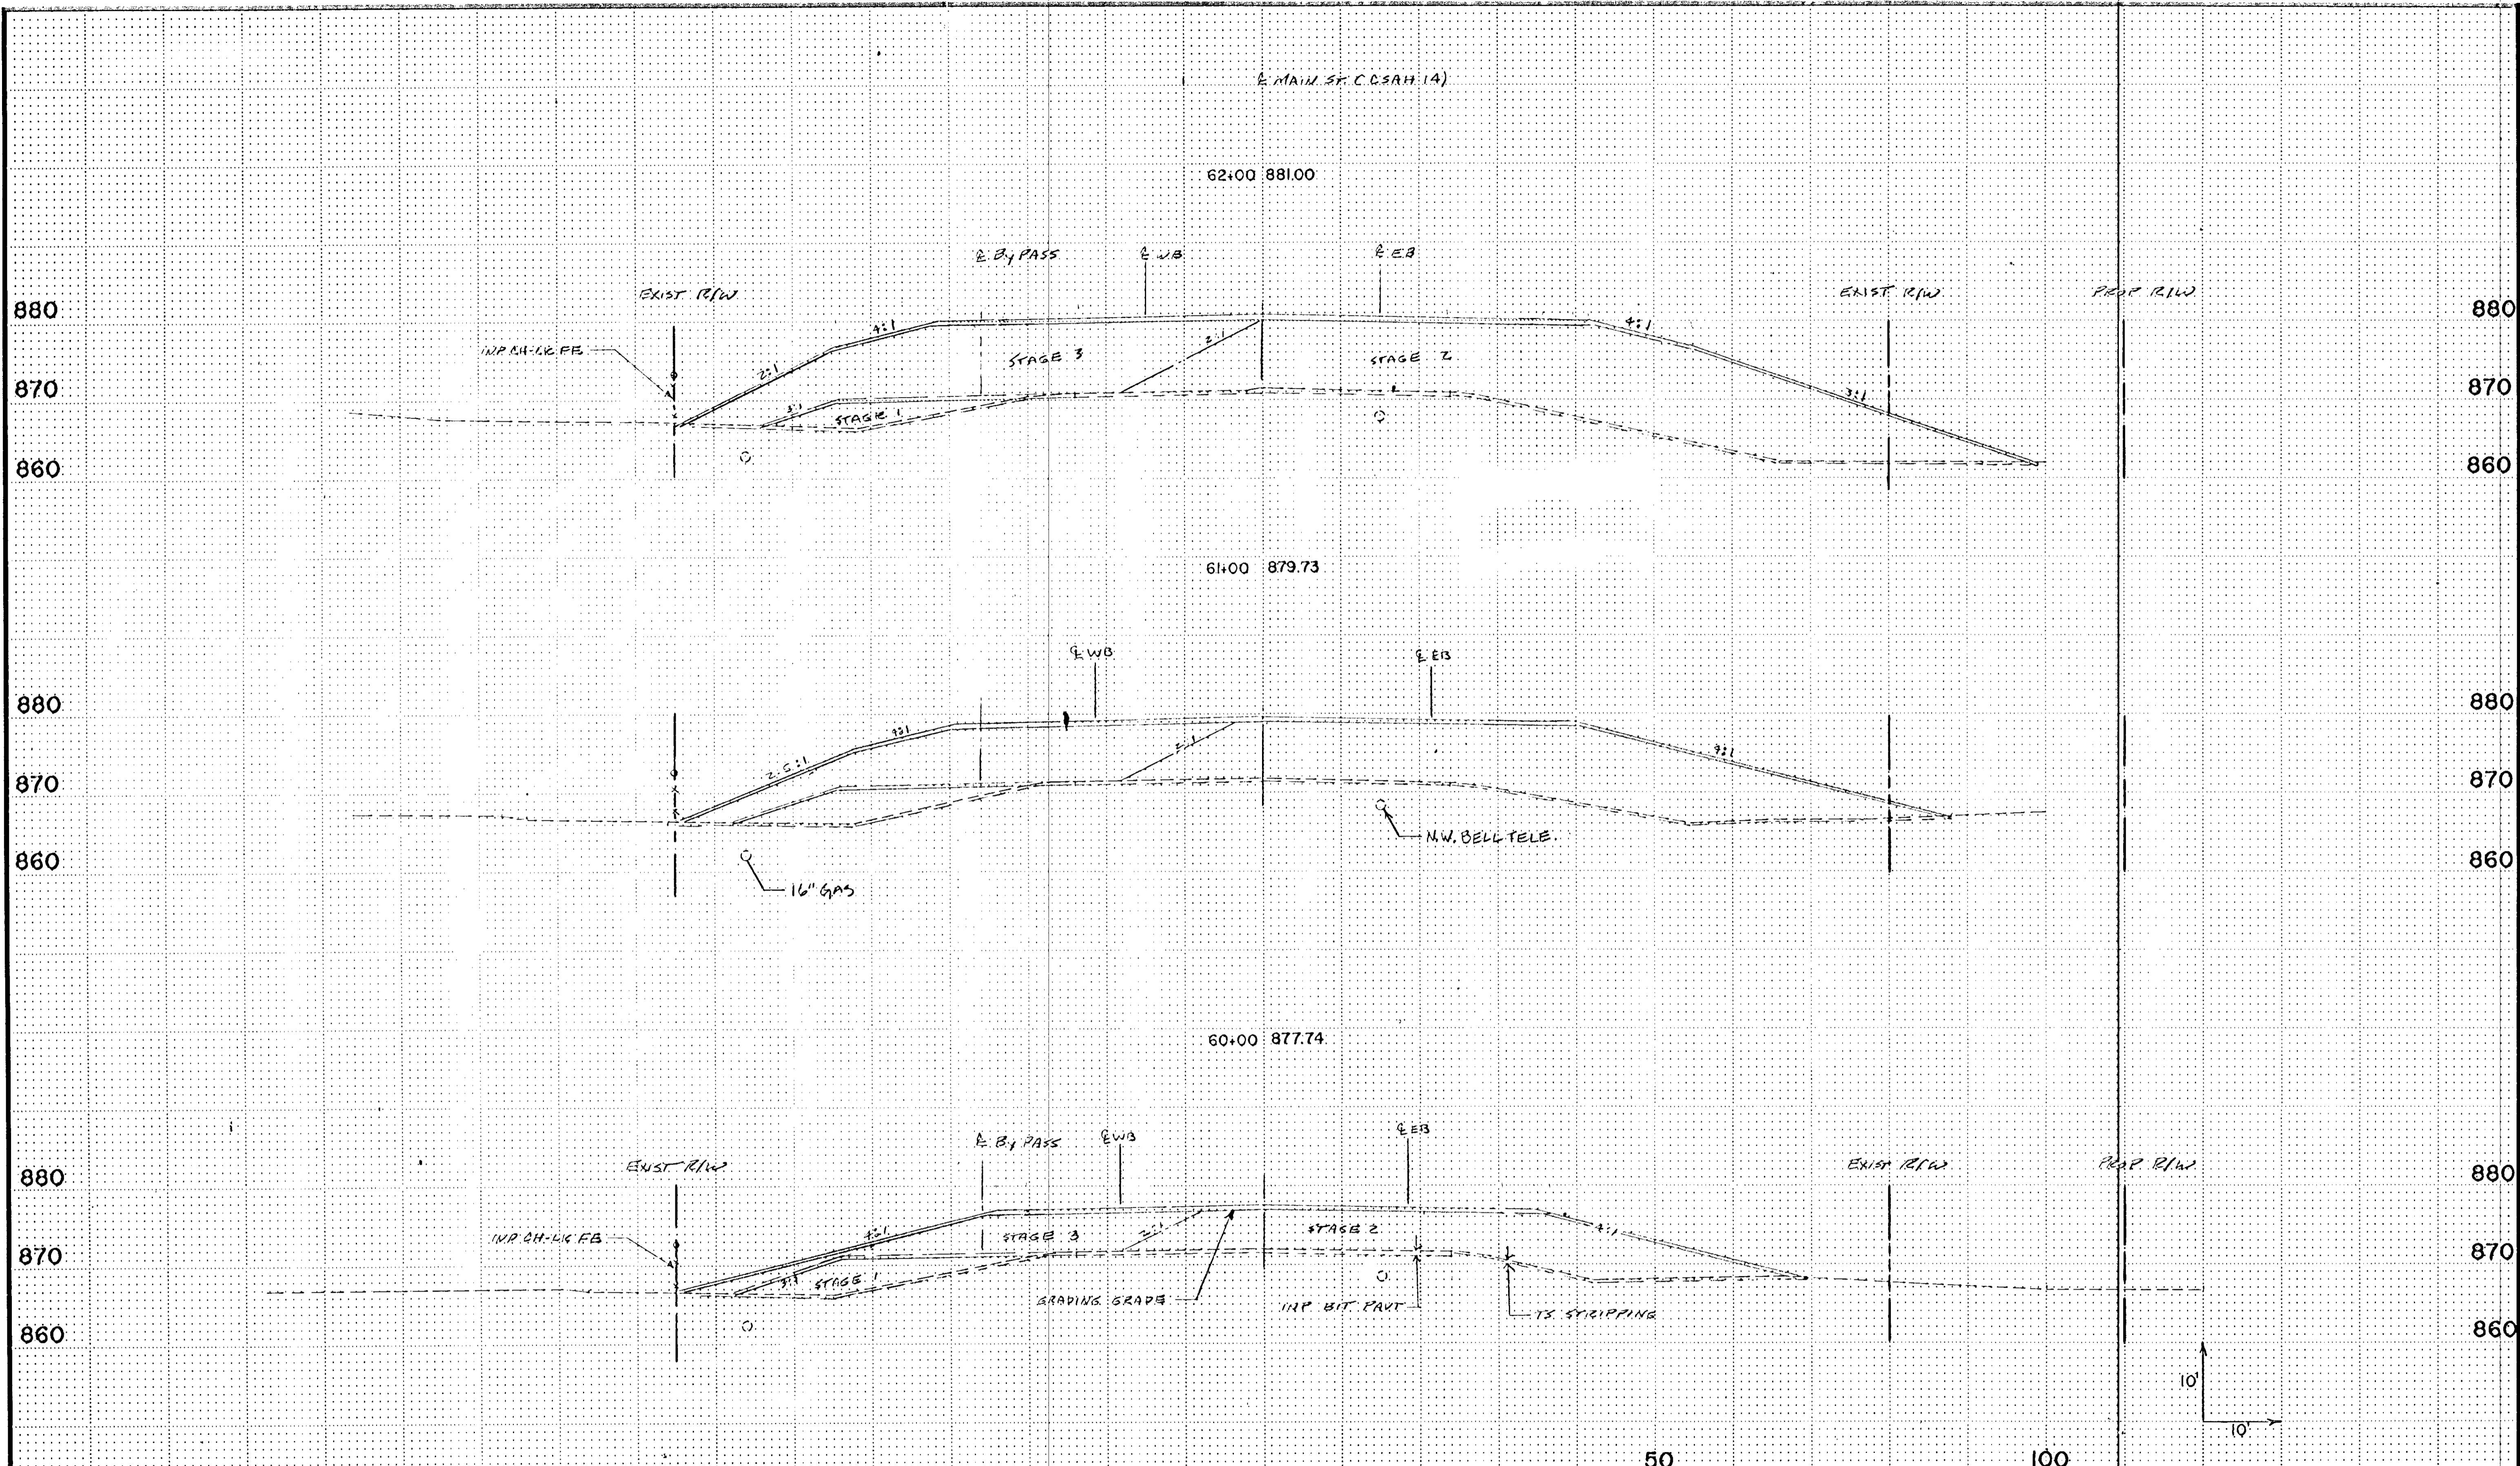 ℄ MAIN ST. (CSAH 14)
62+00 881.00
℄ By PASS ℄ WB ℄ EB
EXIST R/W EXIST R/W PROP R/W
880 880
4:1 4:1
INP CH-LK FE 2:1
STAGE 3 STAGE 2
2:1
870 870
3:1 3:1
STAGE 1
860 860
61+00 879.73
℄ WB ℄ EB
880 880
4:1 4:1
2.5:1 2:1
870 870
N.W. BELL TELE.
860 860
16" GAS
60+00 877.74
℄ By PASS ℄ WB ℄ EB
EXIST R/W EXIST R/W PROP R/W
880 880
4:1 2:1 STAGE 2 4:1
INP CH-LK FE STAGE 3
870 870
3:1 STAGE 1
GRADING GRADE INP BIT PAVT TS STRIPPING
860 860
10'
10'
50 100